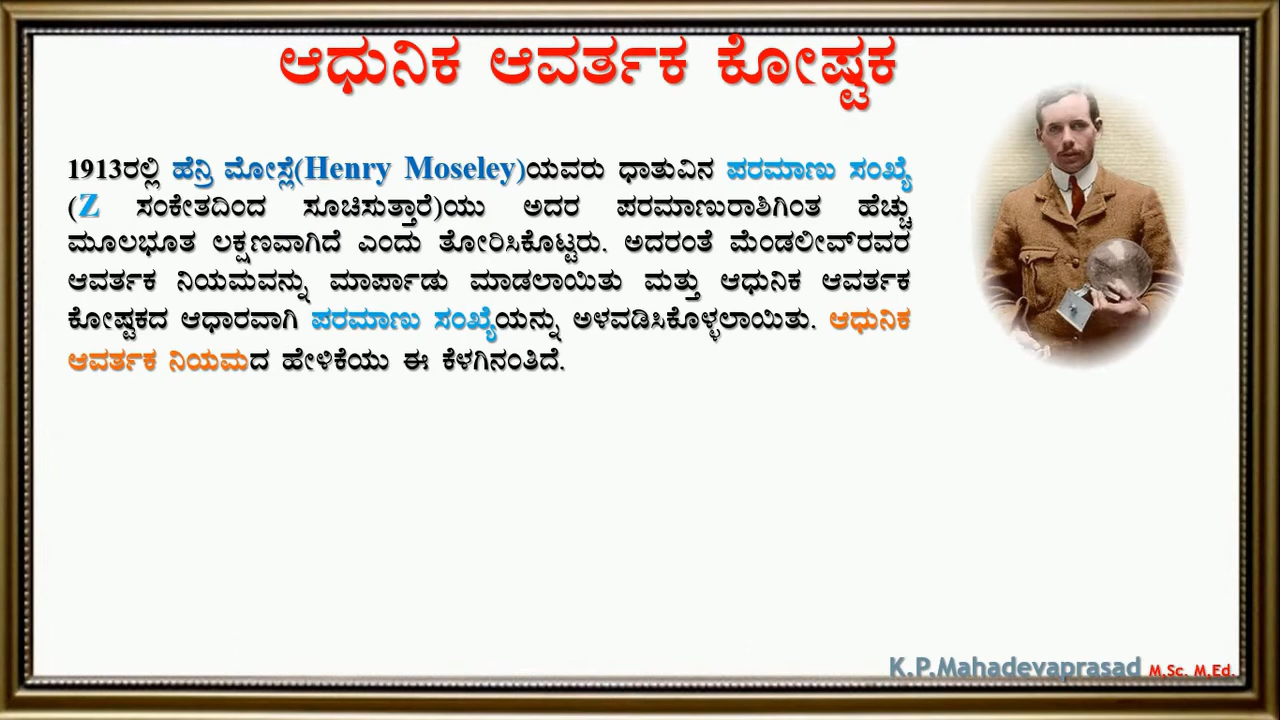 ಆಧುನಿಕ ಆವರ್ತಕ ಕೋಷ್ಟಕ
1913ರಲ್ಲಿ ಹೆನ್ರಿ ಮೋಸ್ಲೆ(Henry Moseley)ಯವರು ಧಾತುವಿನ ಪರಮಾಣು ಸಂಖ್ಯೆ
(Z ಸಂಕೇತದಿಂದ ಸೂಚಿಸುತ್ತಾರೆ)ಯು ಅದರ ಪರಮಾಣುರಾಶಿಗಿಂತ ಹೆಚ್ಚು
ಮೂಲಭೂತ ಲಕ್ಷಣವಾಗಿದೆ ಎಂದು ತೋರಿಸಿಕೊಟ್ಟರು. ಅದರಂತೆ ಮೆಂಡಲೀವ್‌ರವರ
ಆವರ್ತಕ ನಿಯಮವನ್ನು ಮಾರ್ಪಾಡು ಮಾಡಲಾಯಿತು ಮತ್ತು ಆಧುನಿಕ ಆವರ್ತಕ
ಕೋಷ್ಟಕದ ಆಧಾರವಾಗಿ ಪರಮಾಣು ಸಂಖ್ಯೆಯನ್ನು ಅಳವಡಿಸಿಕೊಳ್ಳಲಾಯಿತು. ಆಧುನಿಕ
ಆವರ್ತಕ ನಿಯಮದ ಹೇಳಿಕೆಯು ಈ ಕೆಳಗಿನಂತಿದೆ.
K.P.Mahadevaprasad M.Sc. M.Ed.